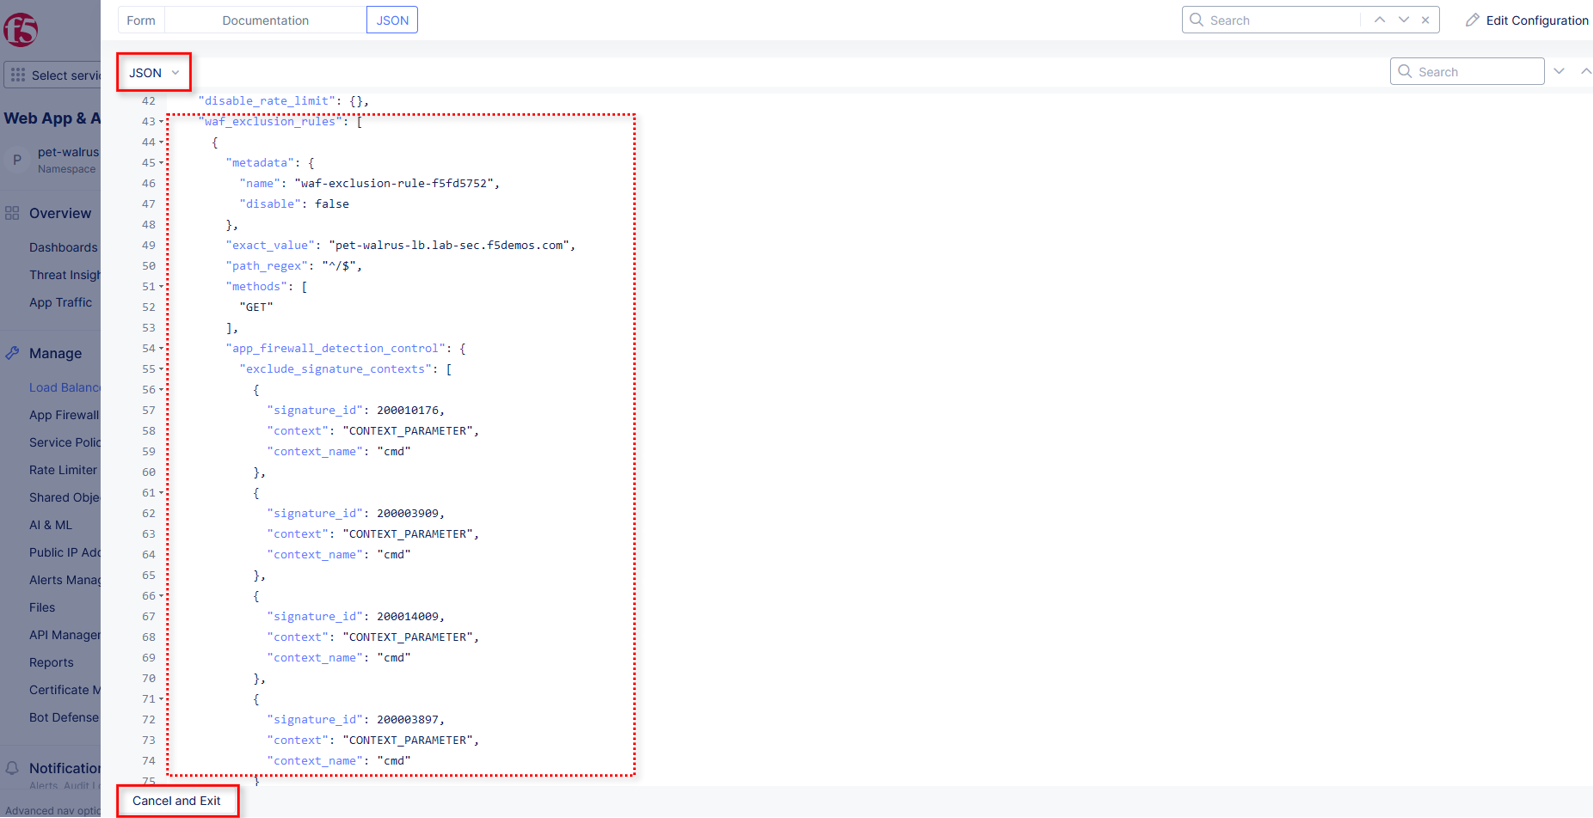 f5
Form
Documentation
JSON
Search
Edit Configuration
Select servic
JSON
Search
Web App & A
P
pet-walrus
Namespace
Overview
Dashboards
Threat Insigh
App Traffic
Manage
Load Balance
App Firewall
Service Polic
Rate Limiter
Shared Obje
AI & ML
Public IP Add
Alerts Manag
Files
API Manager
Reports
Certificate M
Bot Defense
Notification
Alerts, Audit Lo
Advanced nav optio
42 "disable_rate_limit": {},
43 "waf_exclusion_rules": [
44 {
45 "metadata": {
46 "name": "waf-exclusion-rule-f5fd5752",
47 "disable": false
48 },
49 "exact_value": "pet-walrus-lb.lab-sec.f5demos.com",
50 "path_regex": "^/$",
51 "methods": [
52 "GET"
53 ],
54 "app_firewall_detection_control": {
55 "exclude_signature_contexts": [
56 {
57 "signature_id": 200010176,
58 "context": "CONTEXT_PARAMETER",
59 "context_name": "cmd"
60 },
61 {
62 "signature_id": 200003909,
63 "context": "CONTEXT_PARAMETER",
64 "context_name": "cmd"
65 },
66 {
67 "signature_id": 200014009,
68 "context": "CONTEXT_PARAMETER",
69 "context_name": "cmd"
70 },
71 {
72 "signature_id": 200003897,
73 "context": "CONTEXT_PARAMETER",
74 "context_name": "cmd"
75 }
Cancel and Exit